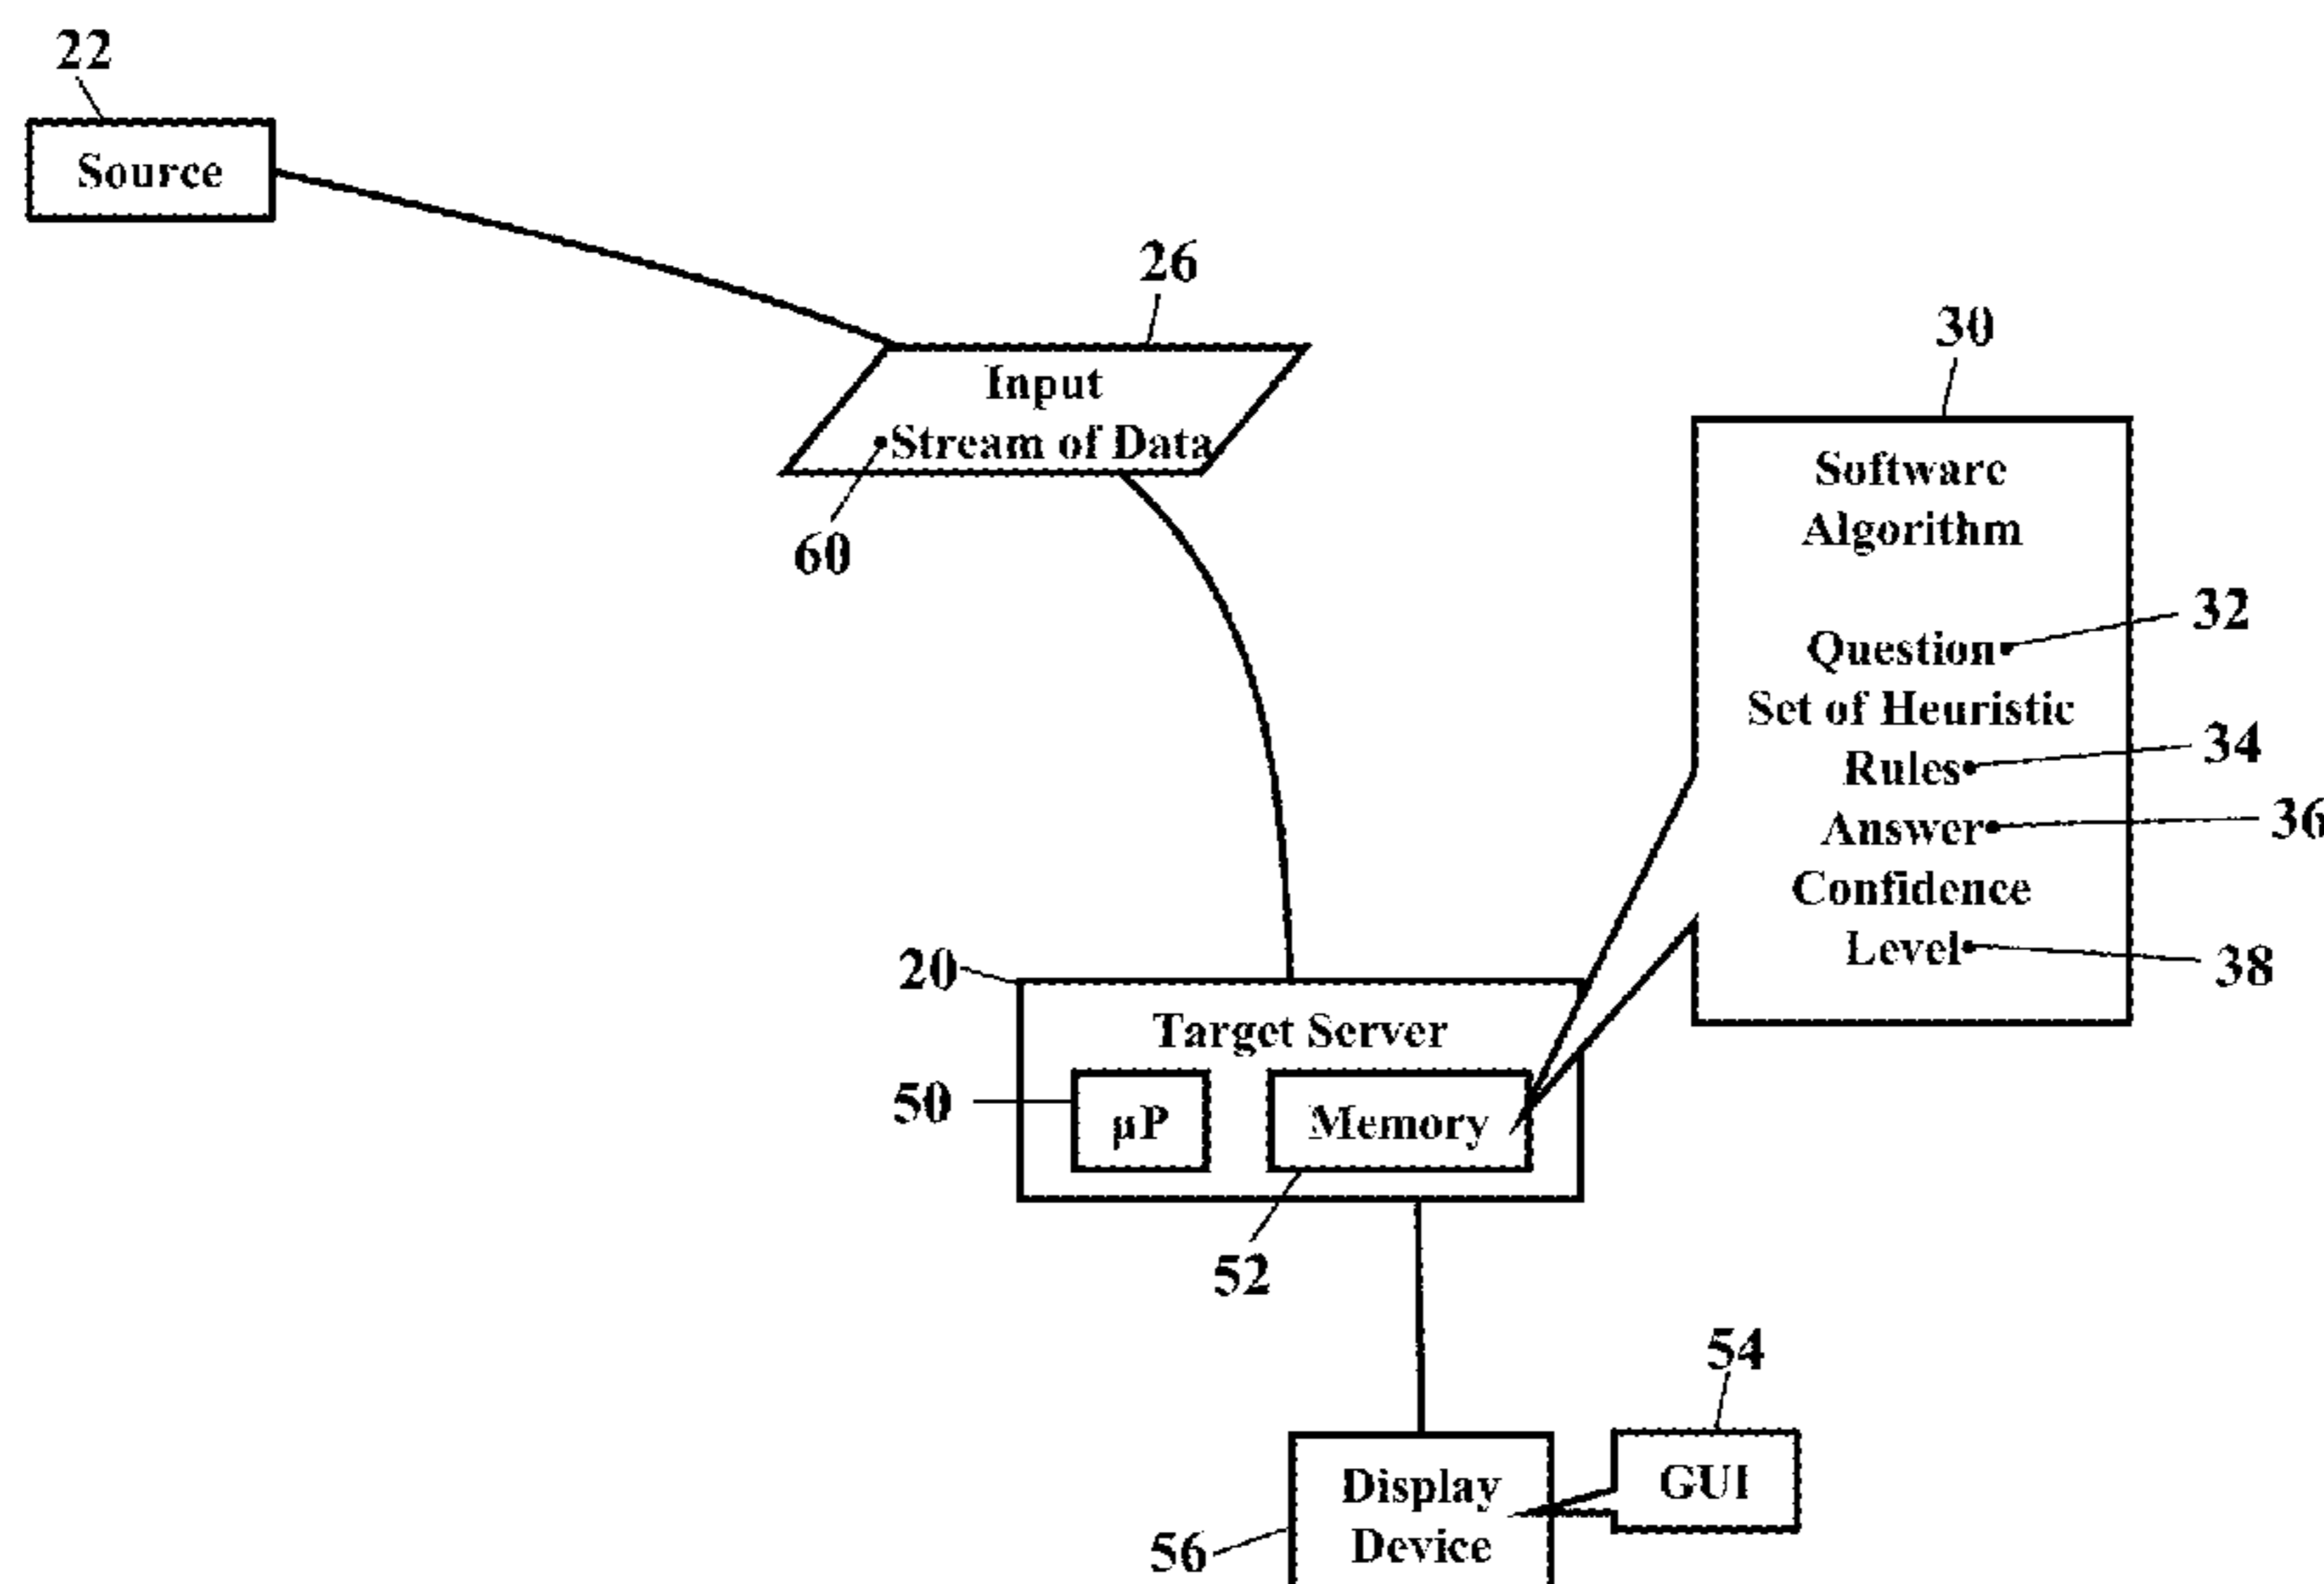 22
Source
26
Input
Stream of Data
60
30
Software
Algorithm
Question
32
Set of Heuristic
Rules
34
Answer
36
Confidence
Level
38
20
Target Server
50
µP
Memory
52
54
GUI
Display
Device
56